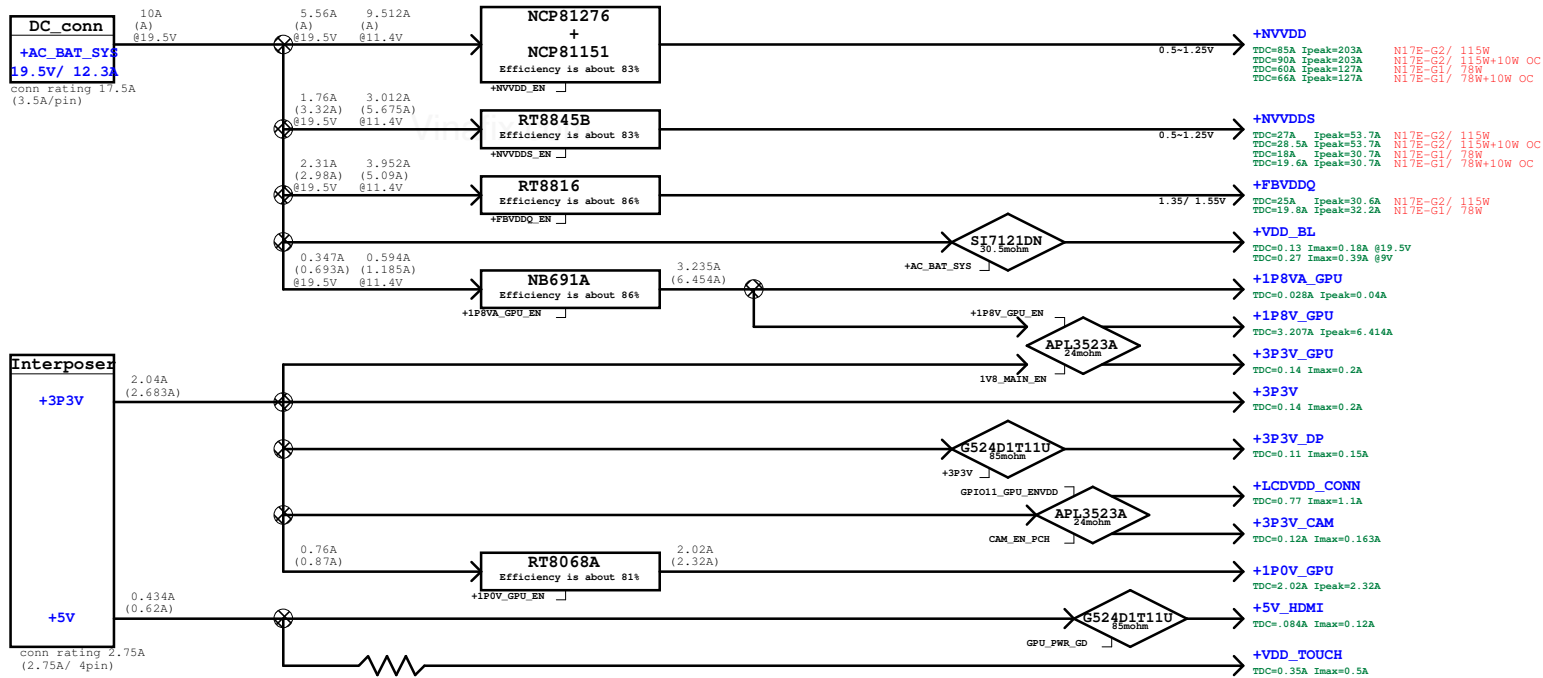 DC_conn
+AC_BAT_SYS
19.5V/ 12.3A
conn rating 17.5A
(3.5A/pin)
10A
(A)
@19.5V
5.56A
(A)
@19.5V
9.512A
(A)
@11.4V
NCP81276
+
NCP81151
Efficiency is about 83%
+NVVDD_EN
0.5~1.25V
+NVVDD
TDC=85A Ipeak=203A N17E-G2/ 115W
TDC=90A Ipeak=203A N17E-G2/ 115W+10W OC
TDC=60A Ipeak=127A N17E-G1/ 78W
TDC=66A Ipeak=127A N17E-G1/ 78W+10W OC
1.76A
(3.32A)
@19.5V
3.012A
(5.675A)
@11.4V
RT8845B
Efficiency is about 83%
+NVVDDS_EN
0.5~1.25V
+NVVDDS
TDC=27A Ipeak=53.7A N17E-G2/ 115W
TDC=28.5A Ipeak=53.7A N17E-G2/ 115W+10W OC
TDC=18A Ipeak=30.7A N17E-G1/ 78W
TDC=19.6A Ipeak=30.7A N17E-G1/ 78W+10W OC
2.31A
(2.98A)
@19.5V
3.952A
(5.09A)
@11.4V
RT8816
Efficiency is about 86%
+FBVDDQ_EN
1.35/ 1.55V
+FBVDDQ
TDC=25A Ipeak=30.6A N17E-G2/ 115W
TDC=19.8A Ipeak=32.2A N17E-G1/ 78W
SI7121DN
30.5mohm
+AC_BAT_SYS
+VDD_BL
TDC=0.13 Imax=0.18A @19.5V
TDC=0.27 Imax=0.39A @9V
0.347A
(0.693A)
@19.5V
0.594A
(1.185A)
@11.4V
NB691A
Efficiency is about 86%
+1P8VA_GPU_EN
3.235A
(6.454A)
+1P8VA_GPU
TDC=0.028A Ipeak=0.04A
+1P8V_GPU_EN
APL3523A
24mohm
1V8_MAIN_EN
+1P8V_GPU
TDC=3.207A Ipeak=6.414A
+3P3V_GPU
TDC=0.14 Imax=0.2A
Interposer
+3P3V
2.04A
(2.683A)
+3P3V
TDC=0.14 Imax=0.2A
G524D1T11U
85mohm
+3P3V
+3P3V_DP
TDC=0.11 Imax=0.15A
GPIO11_GPU_ENVDD
APL3523A
24mohm
CAM_EN_PCH
+LCDVDD_CONN
TDC=0.77 Imax=1.1A
+3P3V_CAM
TDC=0.12A Imax=0.163A
0.76A
(0.87A)
RT8068A
Efficiency is about 81%
+1P0V_GPU_EN
2.02A
(2.32A)
+1P0V_GPU
TDC=2.02A Ipeak=2.32A
+5V
0.434A
(0.62A)
conn rating 2.75A
(2.75A/ 4pin)
G524D1T11U
85mohm
GPU_PWR_GD
+5V_HDMI
TDC=.084A Imax=0.12A
+VDD_TOUCH
TDC=0.35A Imax=0.5A